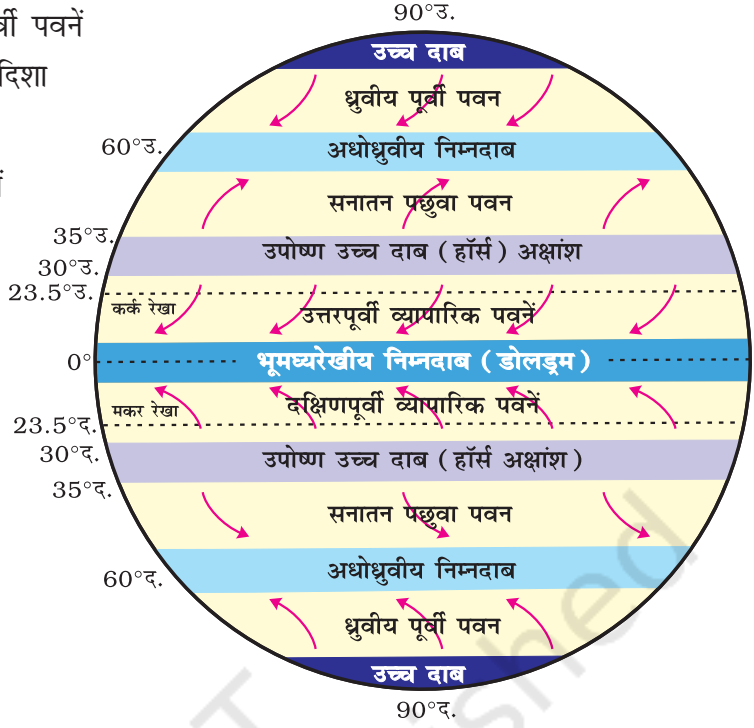 र्वी पवनें
दिशा
90°उ.
उच्च दाब
ध्रुवीय पूर्वी पवन
60°उ.
अधोध्रुवीय निम्नदाब
सनातन पछुवा पवन
35°उ.
उपोष्ण उच्च दाब (हॉर्स) अक्षांश
30°उ.
23.5°उ.
कर्क रेखा
उत्तरपूर्वी व्यापारिक पवनें
0°
भूमघ्यरेखीय निम्नदाब (डोलड्रम)
मकर रेखा
दक्षिणपूर्वी व्यापारिक पवनें
23.5°द.
30°द.
उपोष्ण उच्च दाब (हॉर्स अक्षांश)
35°द.
सनातन पछुवा पवन
60°द.
अधोध्रुवीय निम्नदाब
ध्रुवीय पूर्वी पवन
उच्च दाब
90°द.